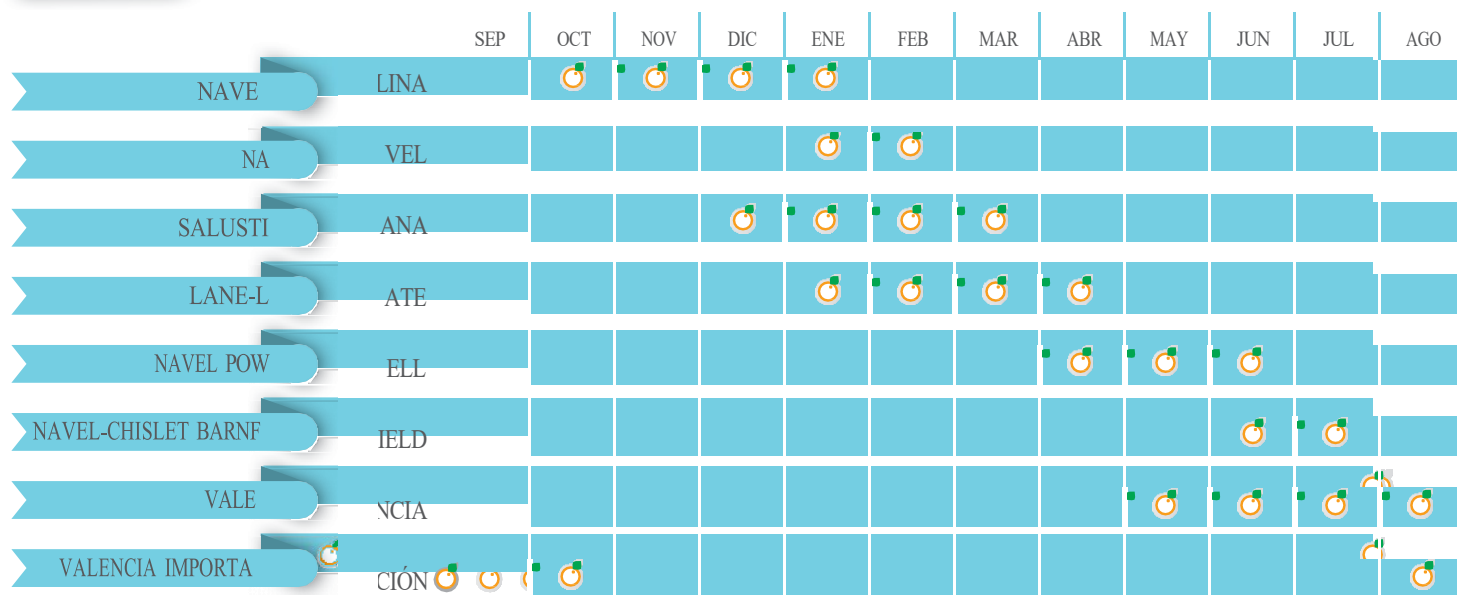 SEP OCT NOV DIC ENE FEB MAR ABR MAY JUN JUL AGO
NAVE LINA
NA VEL
SALUSTI ANA
LANE-L ATE
NAVEL POW ELL
NAVEL-CHISLET BARNF IELD
VALE NCIA
VALENCIA IMPORTA CIÓN